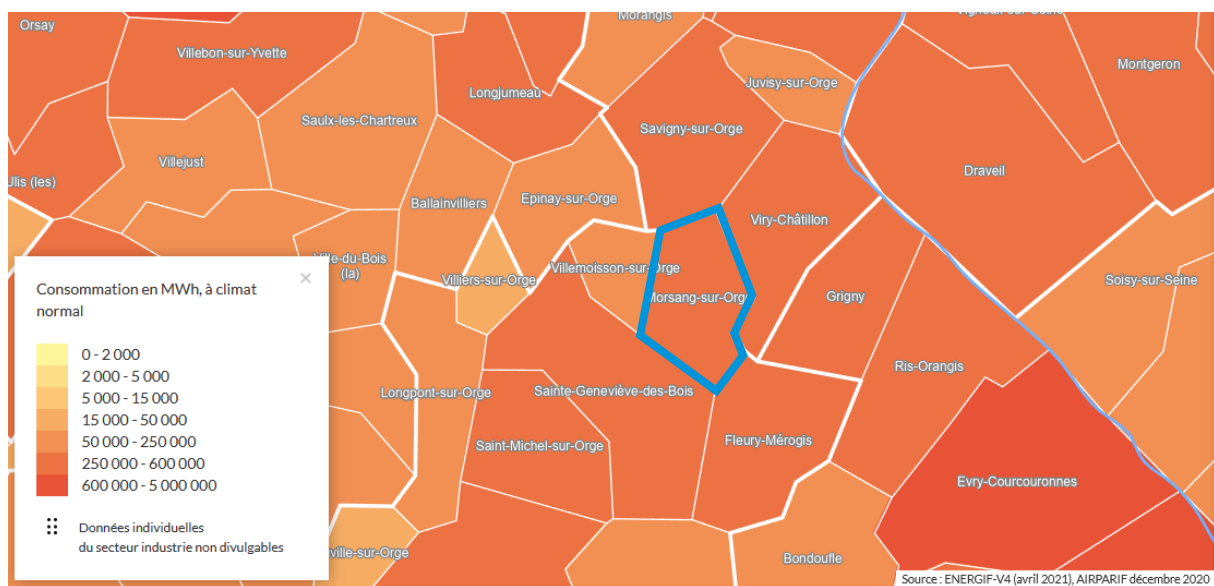 Orsay
Villebon-sur-Yvette
Morangis
Montgeron
Longjumeau
Juvisy-sur-Orge
Saulx-les-Chartreux
Savigny-sur-Orge
Villejust
Draveil
Ulis (les)
Ballainvilliers
Epinay-sur-Orge
Viry-Châtillon
Ville-du-Bois
(la)
Villiers-sur-Orge
Villemoisson-sur-Orge
Soisy-sur-Seine
Morsang-sur-Orge
Grigny
Ris-Orangis
Longpont-sur-Orge
Sainte-Geneviève-des-Bois
Saint-Michel-sur-Orge
Fleury-Mérogis
Evry-Courcouronnes
Bondoufle
Consommation en MWh, à climat
normal
×
0 - 2 000
2 000 - 5 000
5 000 - 15 000
15 000 - 50 000
50 000 - 250 000
250 000 - 600 000
600 000 - 5 000 000
Données individuelles
du secteur industrie non divulgables
Source : ENERGIF-V4 (avril 2021), AIRPARIF décembre 2020